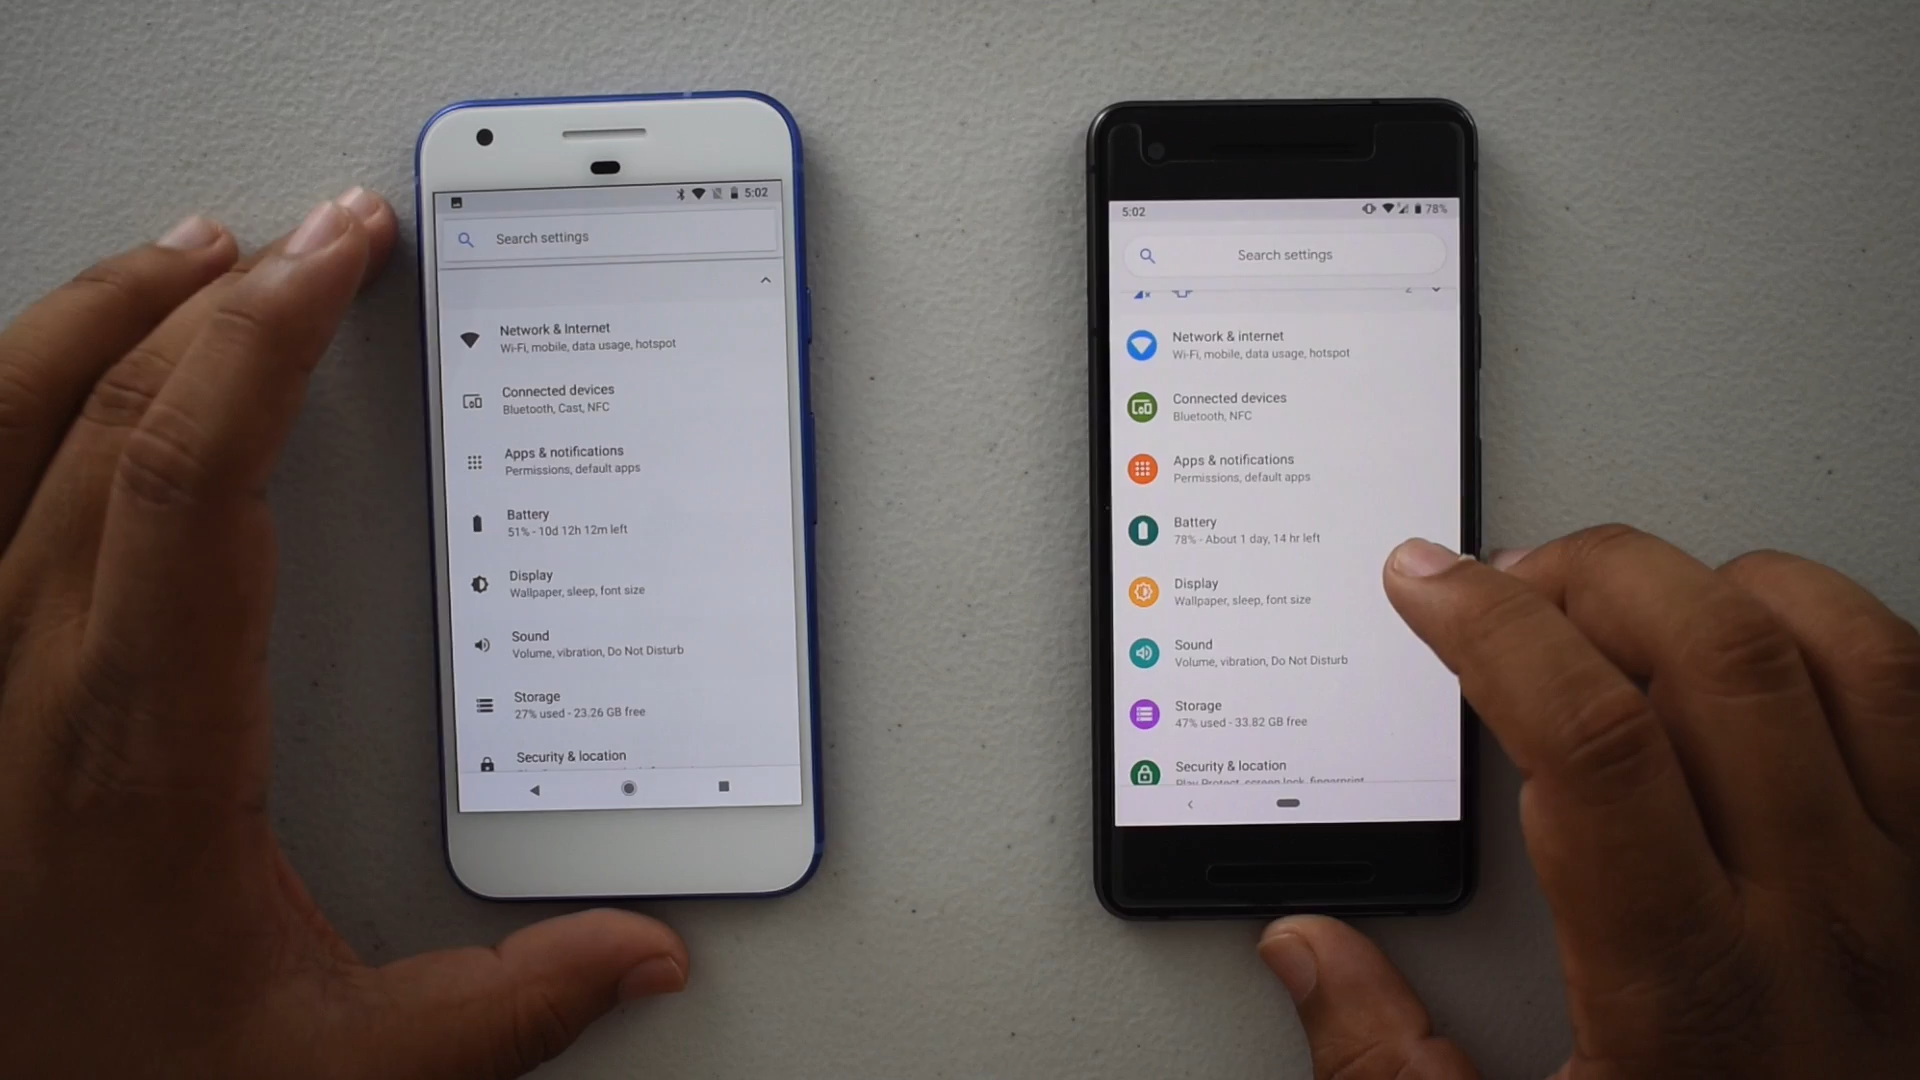 5:02
Search settings
Network & Internet
Wi-Fi, mobile, data usage, hotspot
Connected devices
Bluetooth, Cast, NFC
Apps & notifications
Permissions, default apps
Battery
51% - 10d 12h 12m left
Display
Wallpaper, sleep, font size
Sound
Volume, vibration, Do Not Disturb
Storage
27% used - 23.26 GB free
Security & location
5:02
78%
Search settings
Network & internet
Wi-Fi, mobile, data usage, hotspot
Connected devices
Bluetooth, NFC
Apps & notifications
Permissions, default apps
Battery
78% - About 1 day, 14 hr left
Display
Wallpaper, sleep, font size
Sound
Volume, vibration, Do Not Disturb
Storage
47% used - 33.82 GB free
Security & location
Play Protect, screen lock, fingerprint